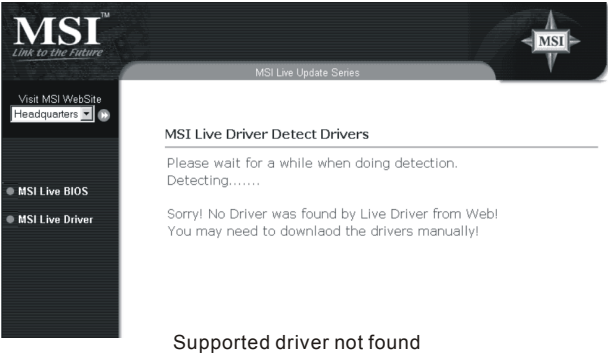 MSI™
Link to the Future
MSI
MSI Live Update Series
Visit MSI WebSite
Headquarters
MSI Live BIOS
MSI Live Driver
MSI Live Driver Detect Drivers
Please wait for a while when doing detection.
Detecting.......
Sorry! No Driver was found by Live Driver from Web!
You may need to downlaod the drivers manually!
Supported driver not found